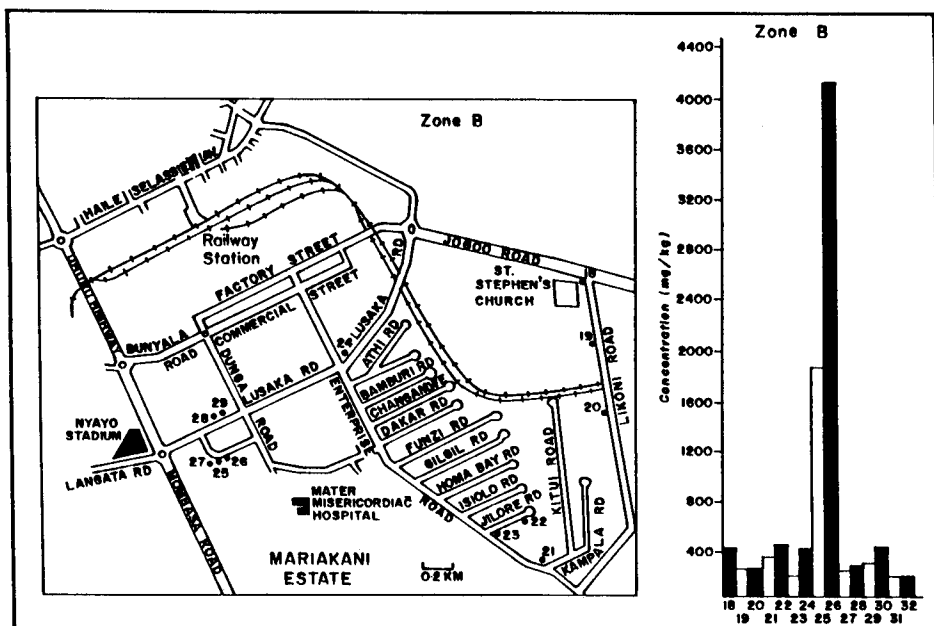 Zone B
Zone B
HAILE SELASSIE AV.
Railway
Station
FACTORY STREET
COMMERCIAL STREET
UHURU HIGHWAY
BUNYALA
ROAD
DUNGA
ROAD
LUSAKA RD
LUSAKA RD
ENTERPRISE
ROAD
JOGOO ROAD
ST.
STEPHEN'S
CHURCH
LIKONI ROAD
ATHI RD
BAMBURI RD
DAKAR RD
FUNZI RD
GILGIL RD
HOMA BAY RD
ISIOLO RD
JILORE RD
KITUI ROAD
KAMPALA RD
NYAYO
STADIUM
LANGATA RD
MOMBASA ROAD
MATER
MISERICORDIAC
HOSPITAL
MARIAKANI
ESTATE
0·2 KM
18
19
20
21
22
23
24
25
26
27
28
29
Concentration (mg/kg)
4400
4000
3600
3200
2800
2400
2000
1600
1200
800
400
18 20 22 24 26 28 30 32
19 21 23 25 27 29 31